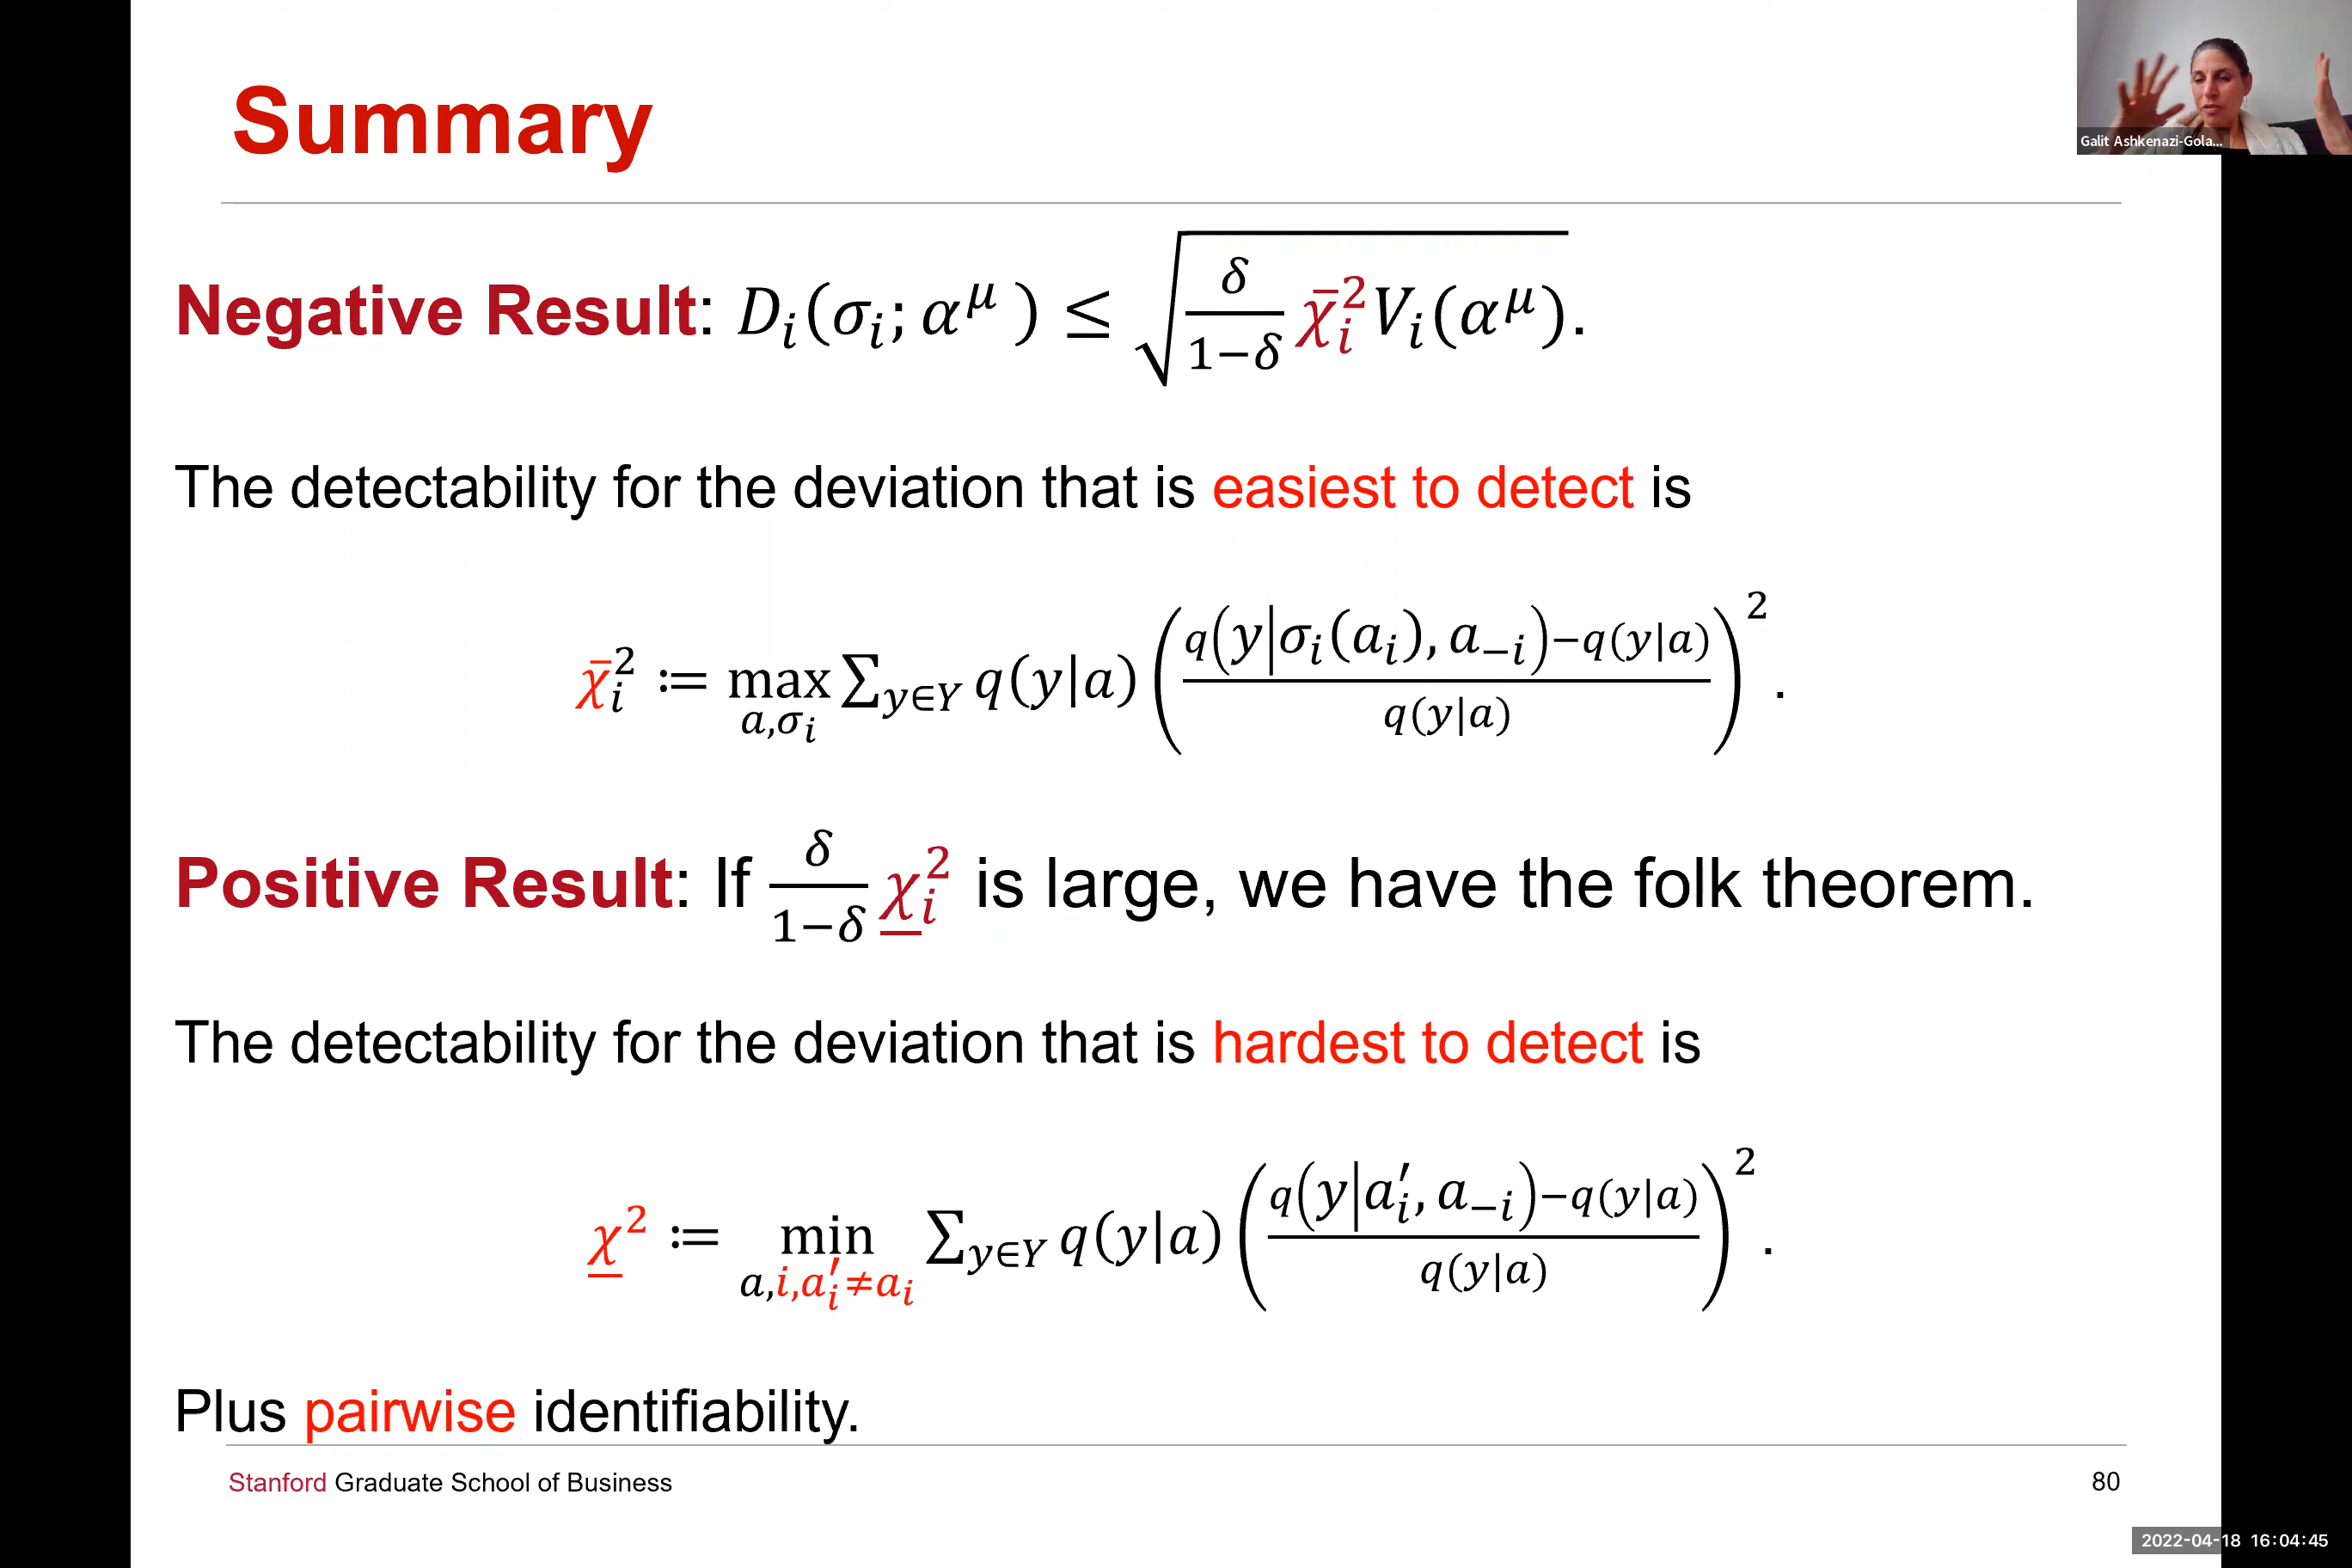 Summary
Galit Ashkenazi-Gola...
Negative Result: $D_i(\sigma_i; \alpha^\mu) \leq \sqrt{\frac{\delta}{1-\delta} \bar{\chi}_i^2 V_i(\alpha^\mu)}.$
The detectability for the deviation that is easiest to detect is
$\bar{\chi}_i^2 := \max_{a,\sigma_i} \sum_{y \in Y} q(y|a) \left( \frac{q(y|\sigma_i(a_i), a_{-i}) - q(y|a)}{q(y|a)} \right)^2.$
Positive Result: If $\frac{\delta}{1-\delta} \underline{\chi}_i^2$ is large, we have the folk theorem.
The detectability for the deviation that is hardest to detect is
$\underline{\chi}^2 := \min_{a,i,a_i' \neq a_i} \sum_{y \in Y} q(y|a) \left( \frac{q(y|a_i', a_{-i}) - q(y|a)}{q(y|a)} \right)^2.$
Plus pairwise identifiability.
Stanford Graduate School of Business
80
2022-04-18 16:04:45